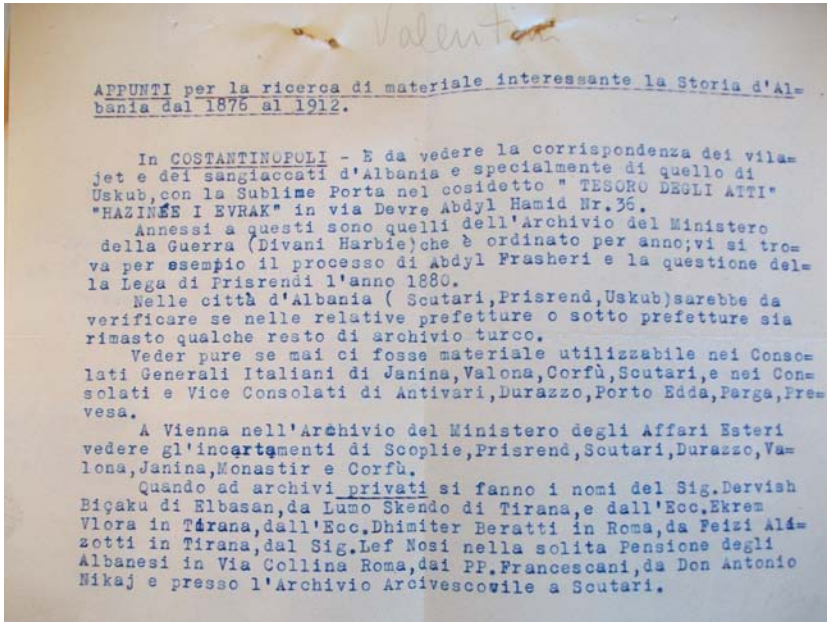 Valentini
APPUNTI per la ricerca di materiale interessante la Storia d'Al=
bania dal 1876 al 1912.
In COSTANTINOPOLI - E da vedere la corrispondenza dei vila=
jet e dei sangiaccati d'Albania e specialmente di quello di
Uskub,con la Sublime Porta nel cosidetto " TESORO DEGLI ATTI"
"HAZINÉE I EVRAK" in via Devre Abdyl Hamid Nr.36.
Annessi a questi sono quelli dell'Archivio del Ministero
della Guerra (Divani Harbie)che è ordinato per anno;vi si tro=
va per esempio il processo di Abdyl Frasheri e la questione del=
la Lega di Prisrendi l'anno 1880.
Nelle città d'Albania ( Scutari,Prisrend,Uskub)sarebbe da
verificare se nelle relative prefetture o sotto prefetture sia
rimasto qualche resto di archivio turco.
Veder pure se mai ci fosse materiale utilizzabile nei Conso=
lati Generali Italiani di Janina,Valona,Corfù,Scutari,e nei Con=
solati e Vice Consolati di Antivari,Durazzo,Porto Edda,Parga,Pre=
vesa.
A Vienna nell'Archivio del Ministero degli Affari Esteri
vedere gl'incartamenti di Scoplie,Prisrend,Scutari,Durazzo,Va=
lona,Janina,Monastir e Corfù.
Quando ad archivi privati si fanno i nomi del Sig.Dervish
Biçaku di Elbasan,da Lumo Skendo di Tirana,e dall'Ecc.Ekrem
Vlora in Tirana,dall'Ecc.Dhimiter Beratti in Roma,da Feizi Ali=
zotti in Tirana,dal Sig.Lef Nosi nella solita Pensione degli
Albanesi in Via Collina Roma,dai PP.Francescani,da Don Antonio
Nikaj e presso l'Archivio Arcivescovile a Scutari.